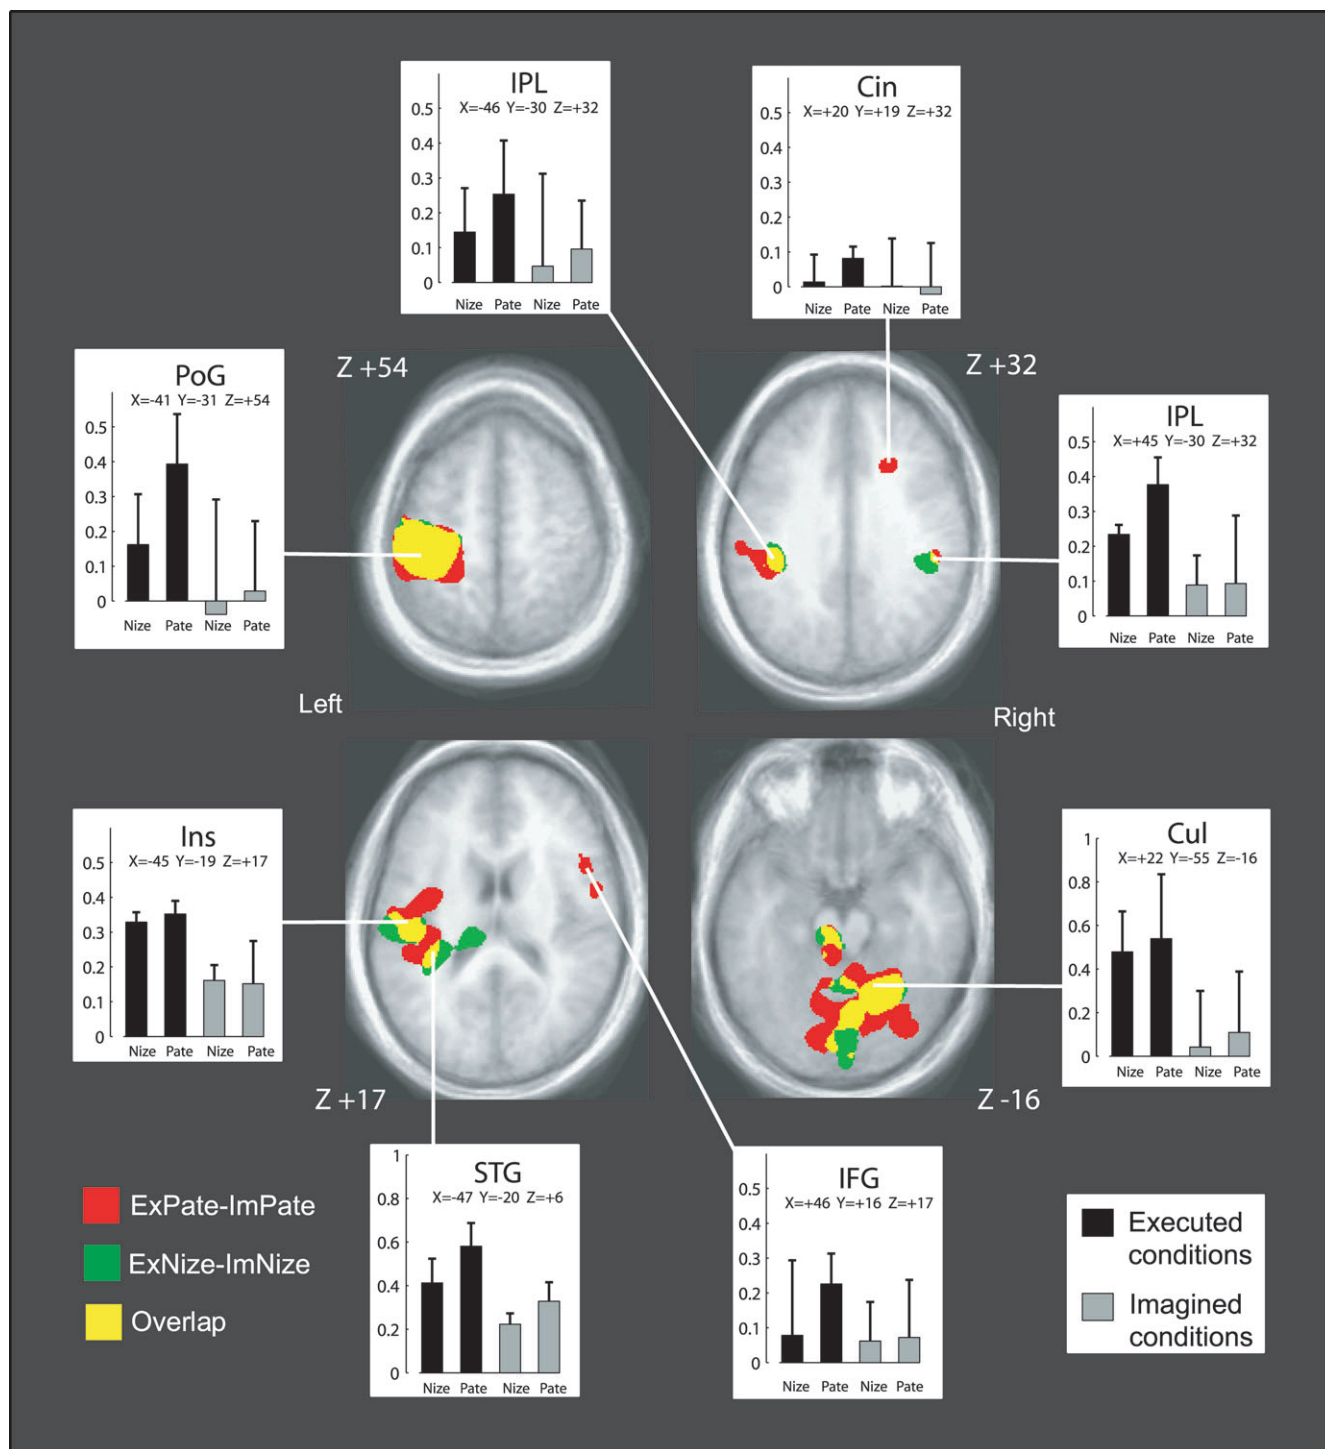 IPL
X=-46 Y=-30 Z=+32
0.5
0.4
0.3
0.2
0.1
0
Nize Pate Nize Pate
Cin
X=+20 Y=+19 Z=+32
0.5
0.4
0.3
0.2
0.1
0
Nize Pate Nize Pate
PoG
X=-41 Y=-31 Z=+54
0.5
0.4
0.3
0.2
0.1
0
Nize Pate Nize Pate
Z +54
Z +32
IPL
X=+45 Y=-30 Z=+32
0.5
0.4
0.3
0.2
0.1
0
Nize Pate Nize Pate
Left
Right
Ins
X=-45 Y=-19 Z=+17
0.5
0.4
0.3
0.2
0.1
0
Nize Pate Nize Pate
Cul
X=+22 Y=-55 Z=-16
1
0.8
0.6
0.4
0.2
0
Nize Pate Nize Pate
Z +17
Z -16
STG
X=-47 Y=-20 Z=+6
1
0.8
0.6
0.4
0.2
0
Nize Pate Nize Pate
IFG
X=+46 Y=+16 Z=+17
0.5
0.4
0.3
0.2
0.1
0
Nize Pate Nize Pate
ExPate-ImPate
ExNize-ImNize
Overlap
Executed
conditions
Imagined
conditions